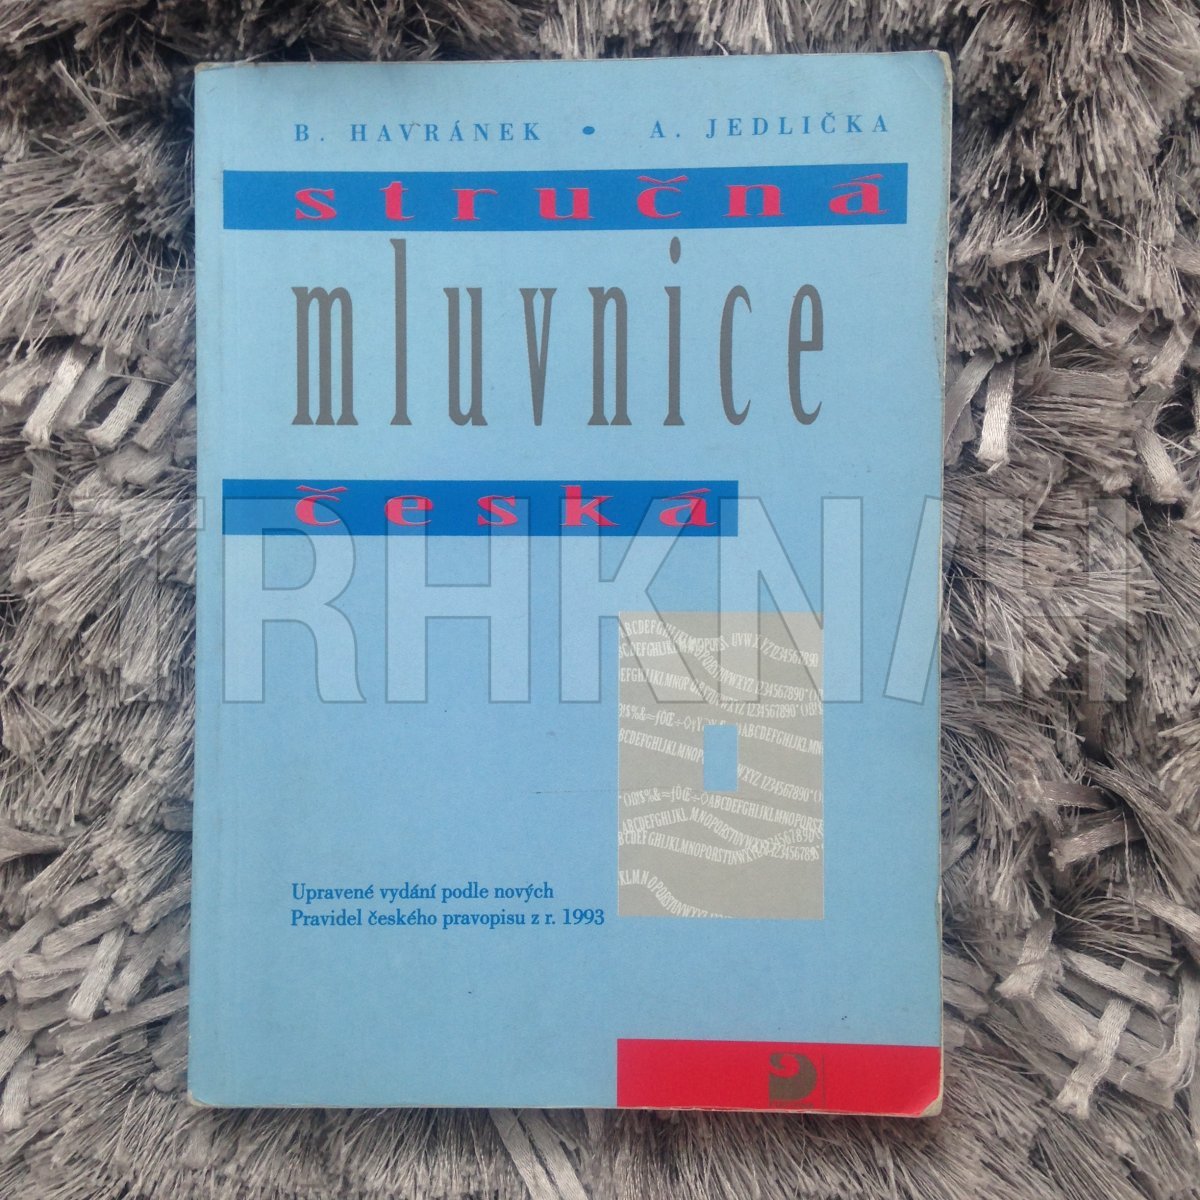 B. HAVRÁNEK • A. JEDLIČKA
stručná
mluvnice
česká
TRHKNIH
Upravené vydání podle nových
Pravidel českého pravopisu z r. 1993